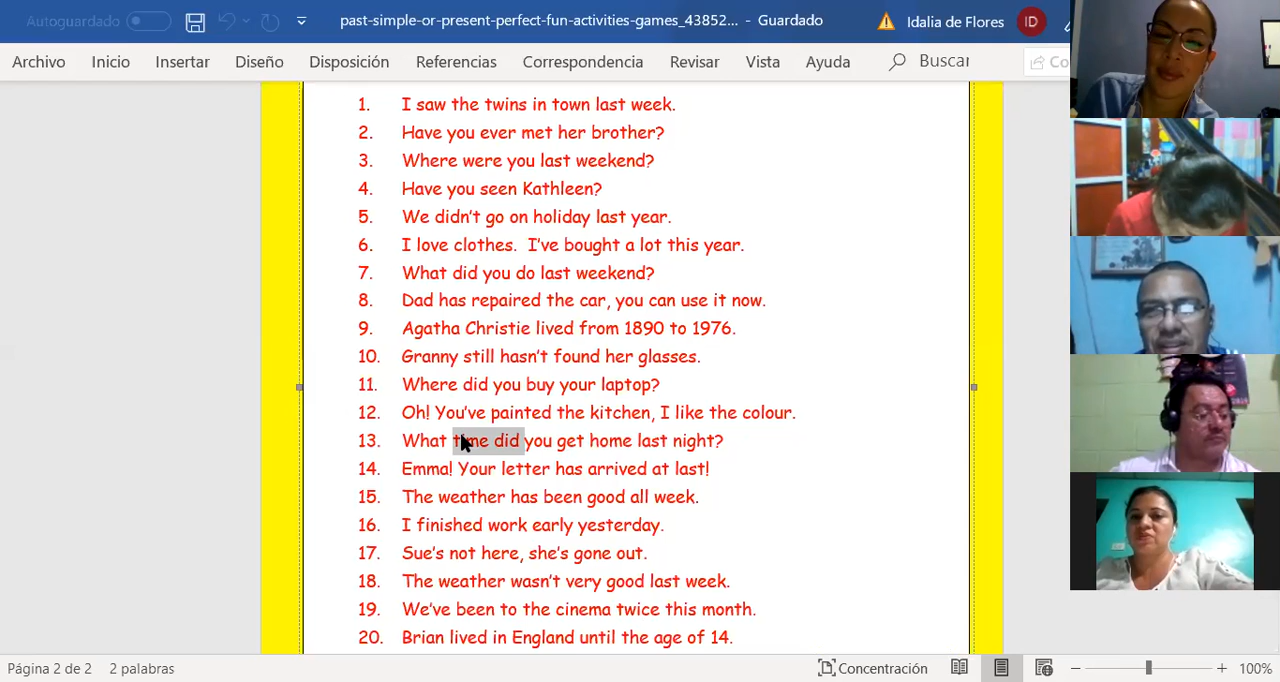 Autoguardado past-simple-or-present-perfect-fun-activities-games_43852... - Guardado Idalia de Flores ID
Archivo Inicio Insertar Diseño Disposición Referencias Correspondencia Revisar Vista Ayuda Buscar Co
1. I saw the twins in town last week.
2. Have you ever met her brother?
3. Where were you last weekend?
4. Have you seen Kathleen?
5. We didn't go on holiday last year.
6. I love clothes. I've bought a lot this year.
7. What did you do last weekend?
8. Dad has repaired the car, you can use it now.
9. Agatha Christie lived from 1890 to 1976.
10. Granny still hasn't found her glasses.
11. Where did you buy your laptop?
12. Oh! You've painted the kitchen, I like the colour.
13. What time did you get home last night?
14. Emma! Your letter has arrived at last!
15. The weather has been good all week.
16. I finished work early yesterday.
17. Sue's not here, she's gone out.
18. The weather wasn't very good last week.
19. We've been to the cinema twice this month.
20. Brian lived in England until the age of 14.
Página 2 de 2 2 palabras Concentración 100%